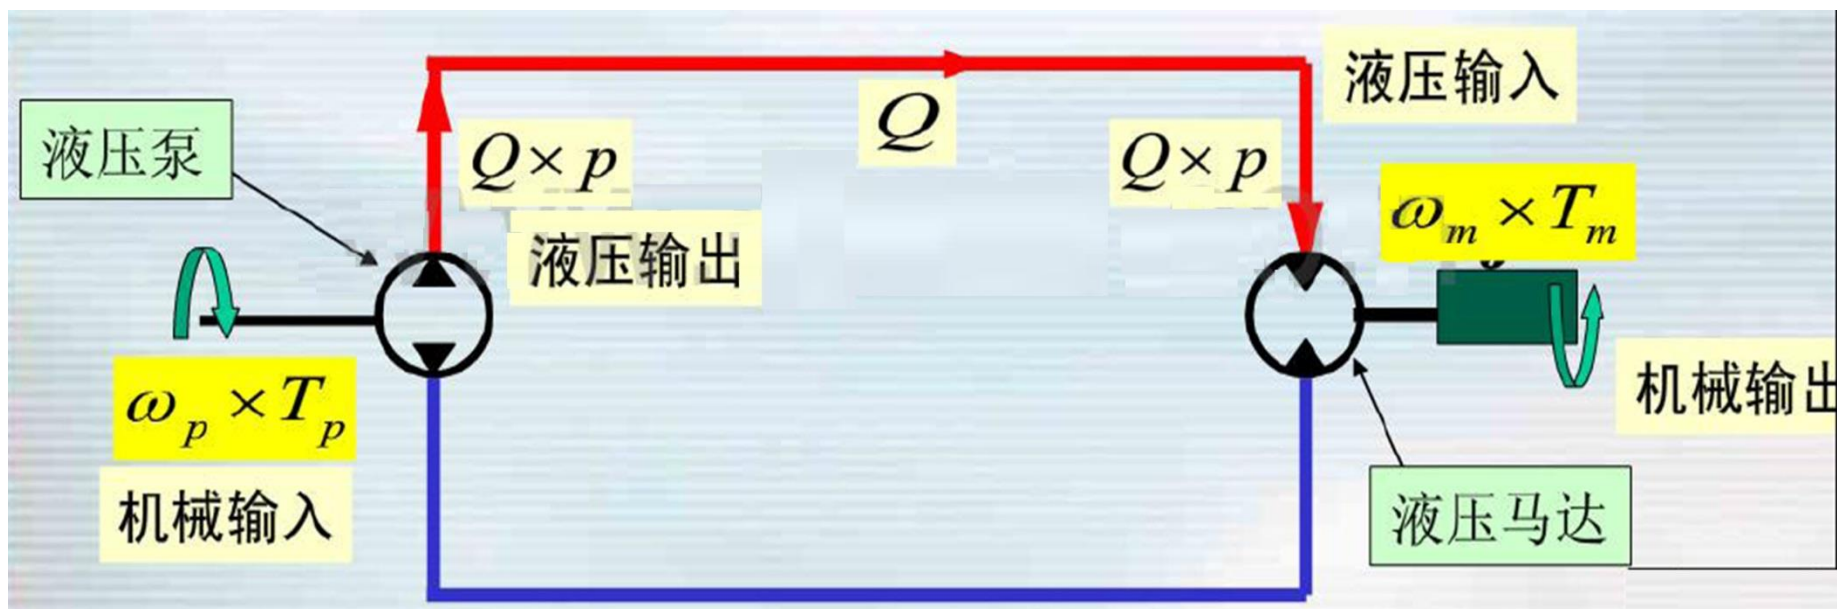 液压泵
Q×p
液压输出
Q
Q×p
液压输入
ω_m×T_m
ω_p×T_p
机械输入
机械输出
液压马达